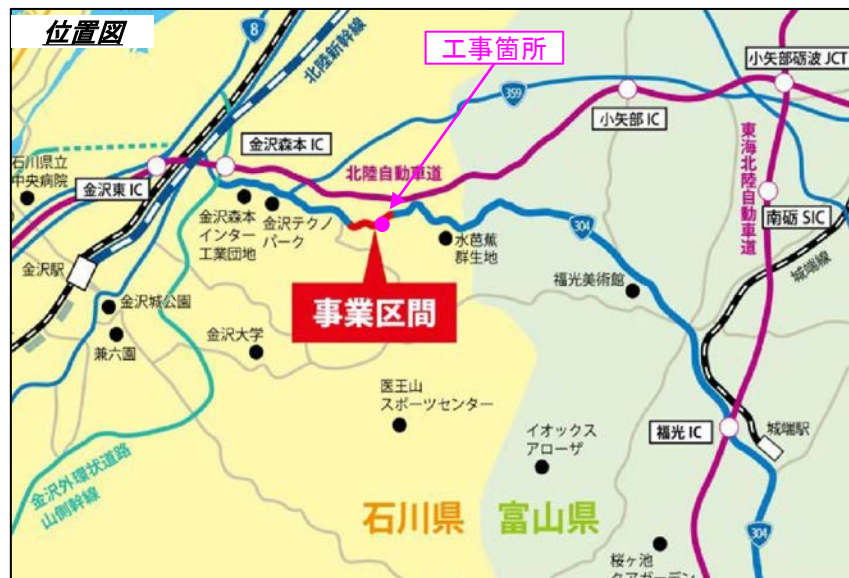 位置図
8
北陸新幹線
工事箇所
小矢部砺波 JCT
359
小矢部 IC
東海北陸自動車道
石川県立
中央病院
金沢東 IC
金沢森本 IC
北陸自動車道
金沢森本
インター
工業団地
金沢テクノ
パーク
水芭蕉
群生地
304
南砺 SIC
城端線
金沢駅
事業区間
福光美術館
金沢城公園
兼六園
金沢大学
医王山
スポーツセンター
福光 IC
城端駅
イオックス
アローザ
金沢外環状道路
山側幹線
石川県
富山県
304
桜ヶ池
クアガーデン